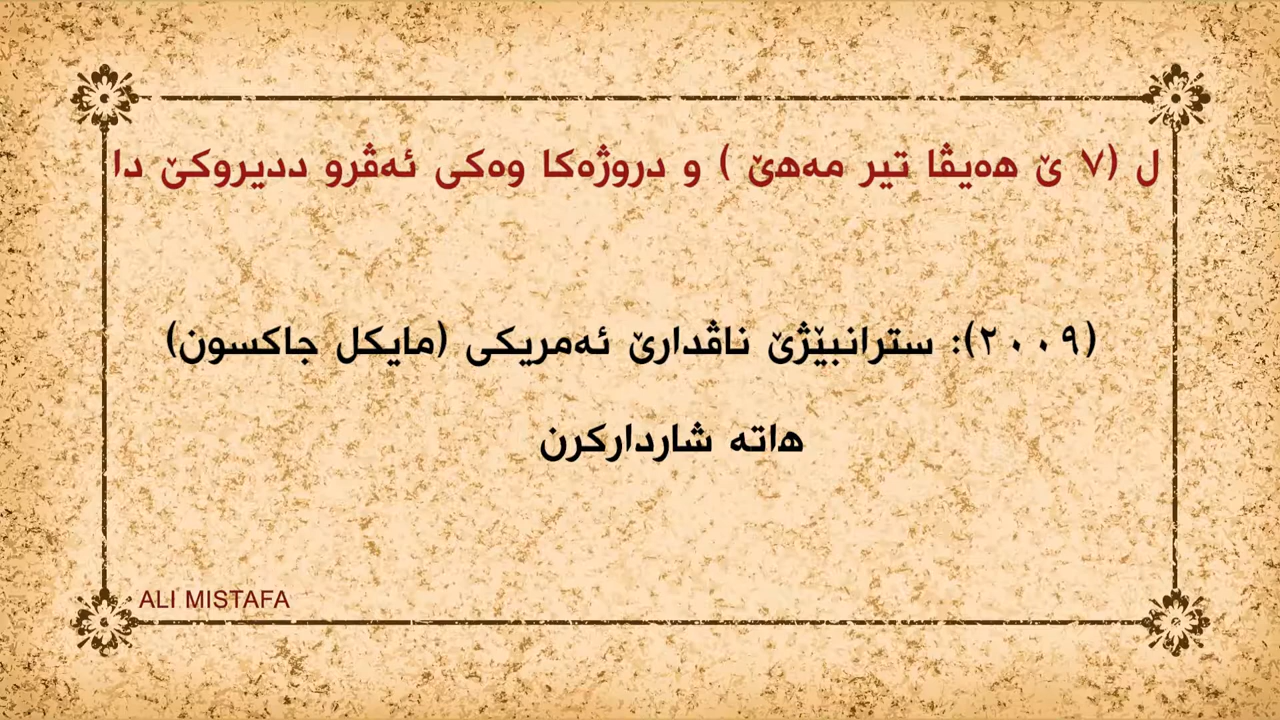 ل (٧ ێ هەیڤا تیر مەهێ ) و دروژەکا وەکی ئەڤرو ددیروکێ دا
(٢٠٠٩): سترانبێژێ ناڤدارێ ئەمریکی (مایکل جاکسون)
هاتە شاردارکرن
ALI MISTAFA